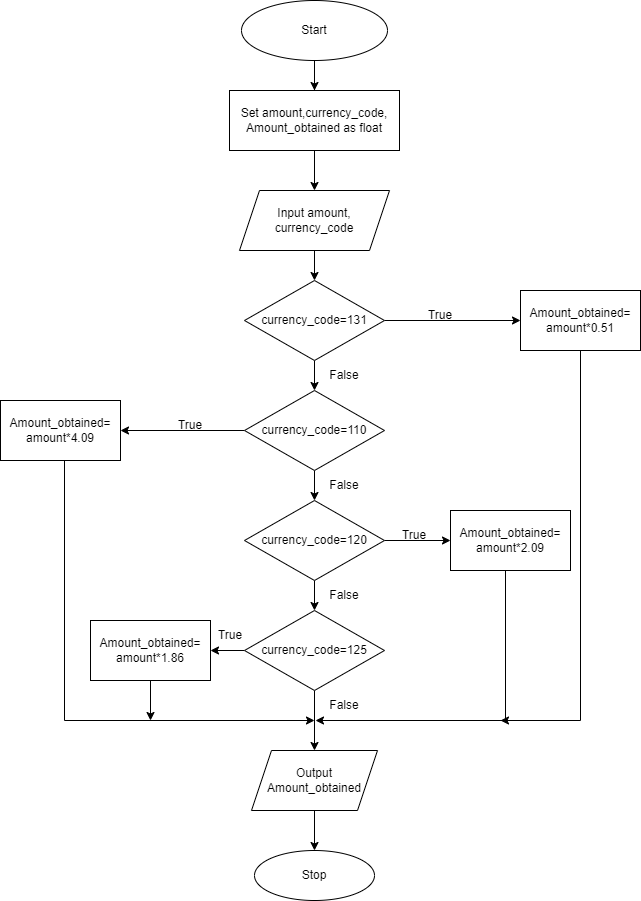 Start
Set amount,currency_code,
Amount_obtained as float
Input amount,
currency_code
currency_code=131
True
Amount_obtained=
amount*0.51
False
currency_code=110
True
Amount_obtained=
amount*4.09
False
currency_code=120
True
Amount_obtained=
amount*2.09
False
currency_code=125
True
Amount_obtained=
amount*1.86
False
Output
Amount_obtained
Stop